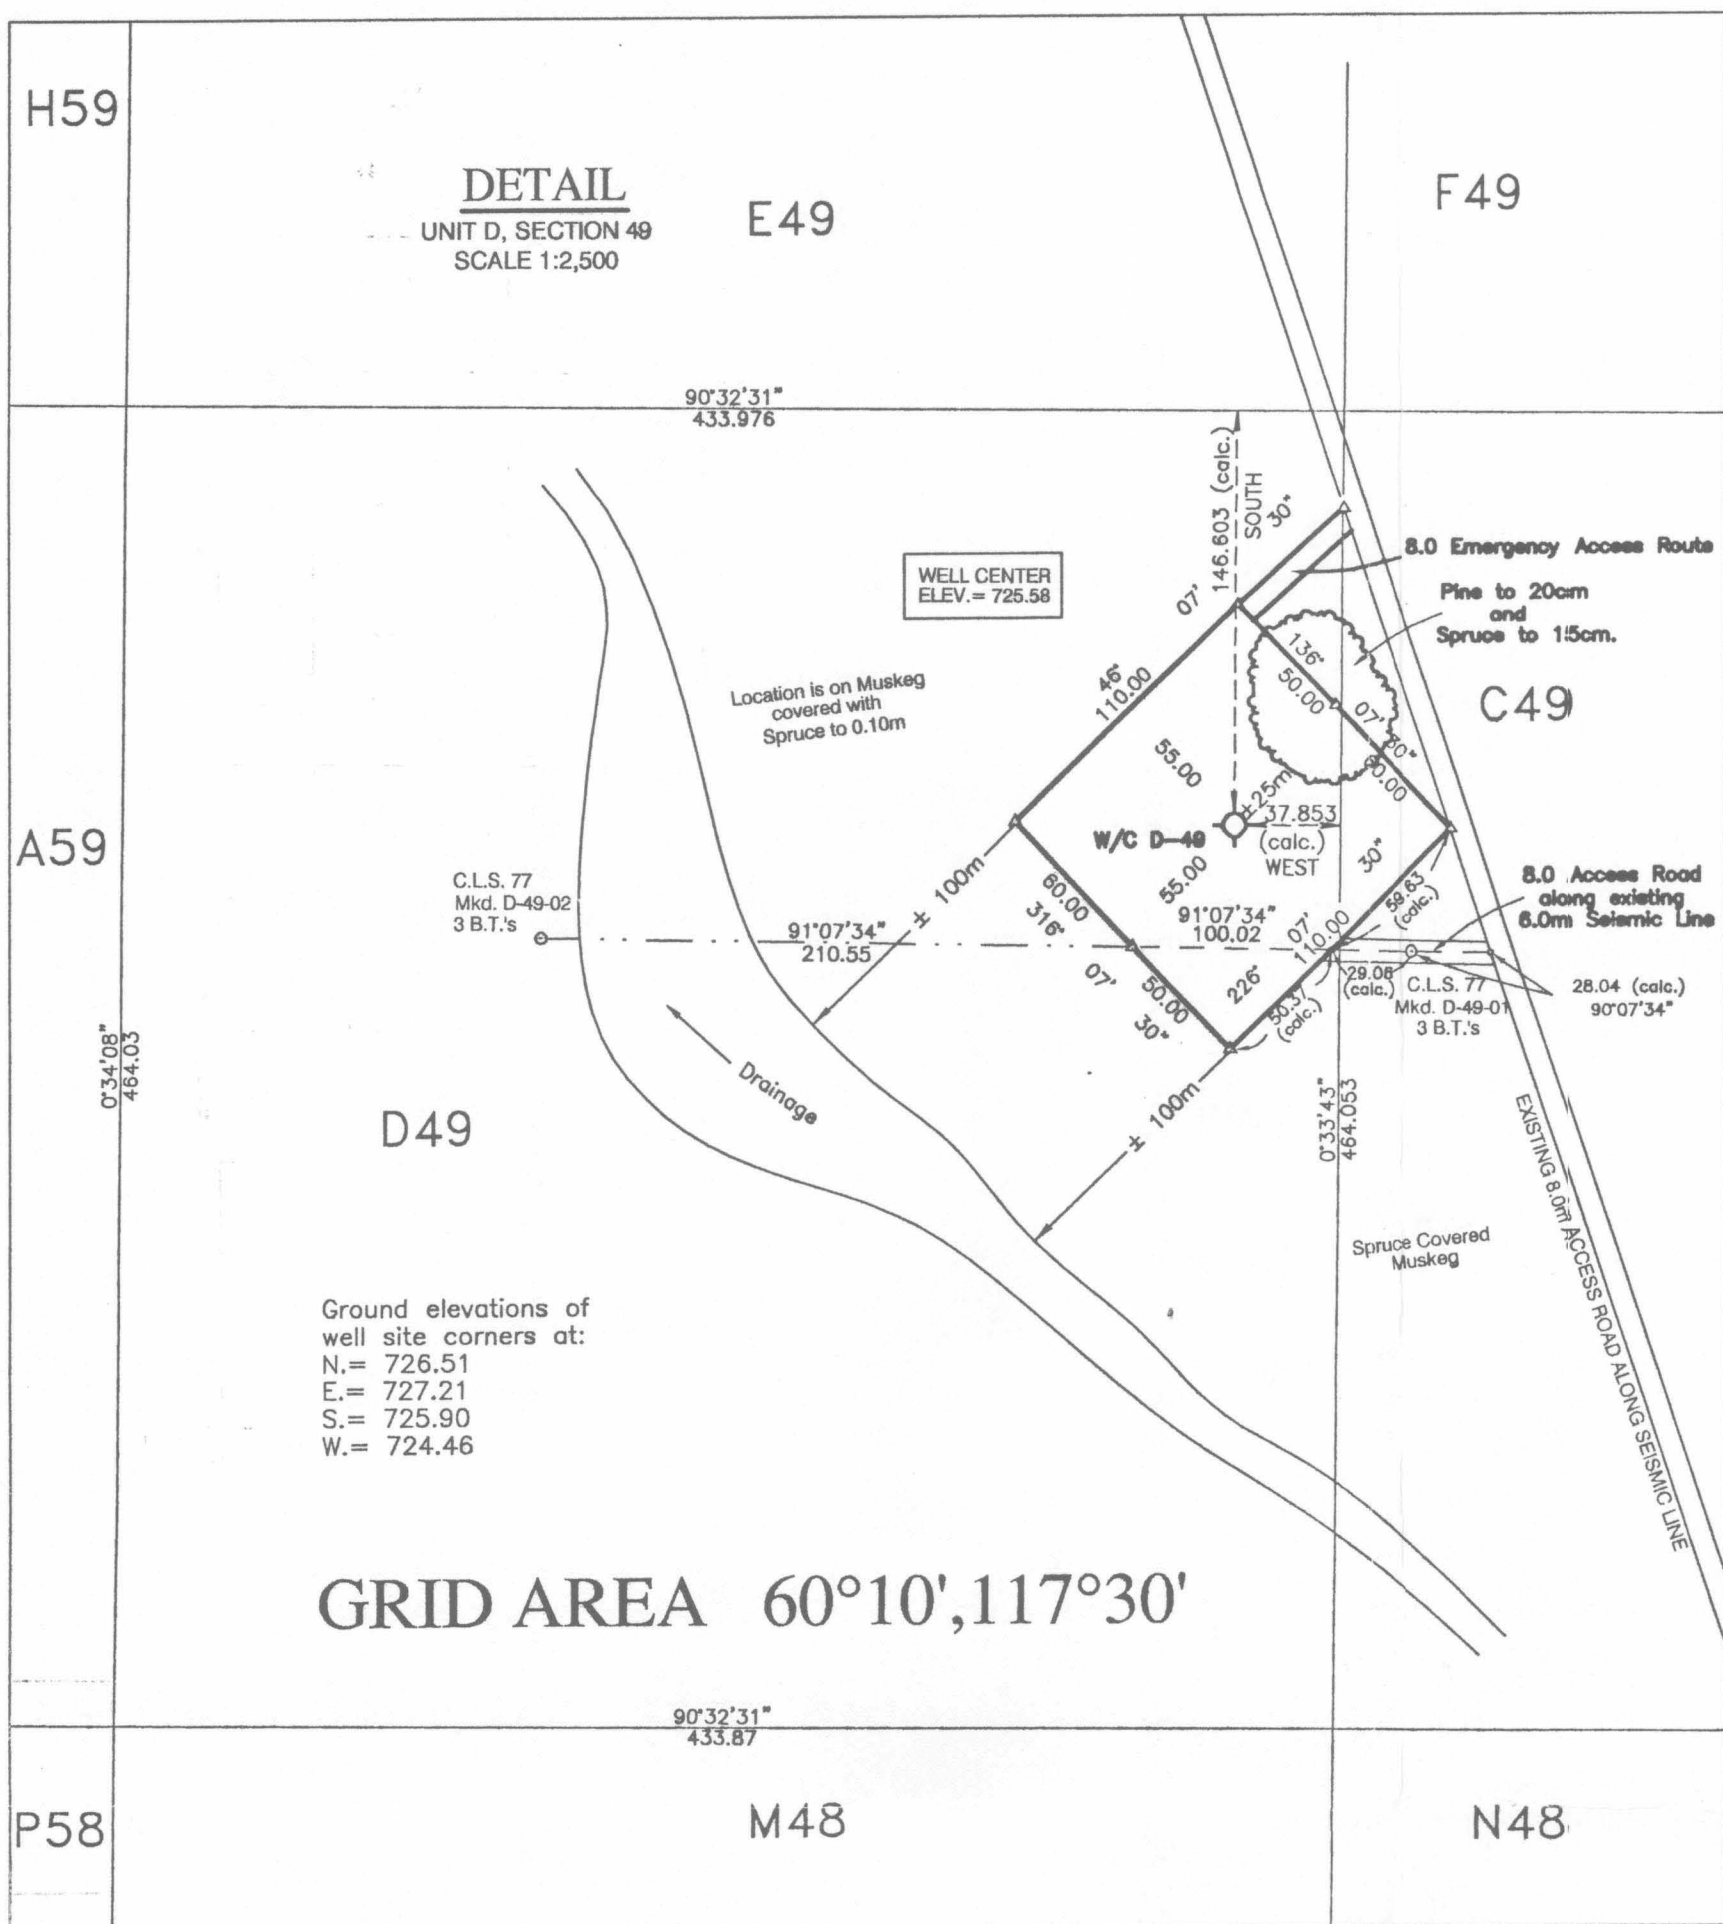 H59
DETAIL
UNIT D, SECTION 49
SCALE 1:2,500
E49
F49
90°32'31"
433.976
146.603 (calc.)
SOUTH
46° 07' 30"
110.00
8.0 Emergency Access Route
WELL CENTER
ELEV.= 725.58
Pine to 20cm
and
Spruce to 15cm.
136° 07' 30"
50.00
60.00
Location is on Muskeg
covered with
Spruce to 0.10m
C49
55.00
±25m
37.853
(calc.)
WEST
W/C D-49
55.00
A59
C.L.S. 77
Mkd. D-49-02
3 B.T.'s
± 100m
60.00
316° 07' 30"
50.00
91°07'34"
210.55
91°07'34"
100.02
226° 07' 30"
110.00
59.63
(calc.)
8.0 Access Road
along existing
6.0m Seismic Line
50.37
(calc.)
29.06
(calc.)
C.L.S. 77
Mkd. D-49-01
3 B.T.'s
28.04 (calc.)
90°07'34"
0°34'08"
464.03
Drainage
D49
± 100m
0°33'43"
464.053
EXISTING 8.0m ACCESS ROAD ALONG SEISMIC LINE
Spruce Covered
Muskeg
Ground elevations of
well site corners at:
N.= 726.51
E.= 727.21
S.= 725.90
W.= 724.46
GRID AREA 60°10',117°30'
90°32'31"
433.87
P58
M48
N48